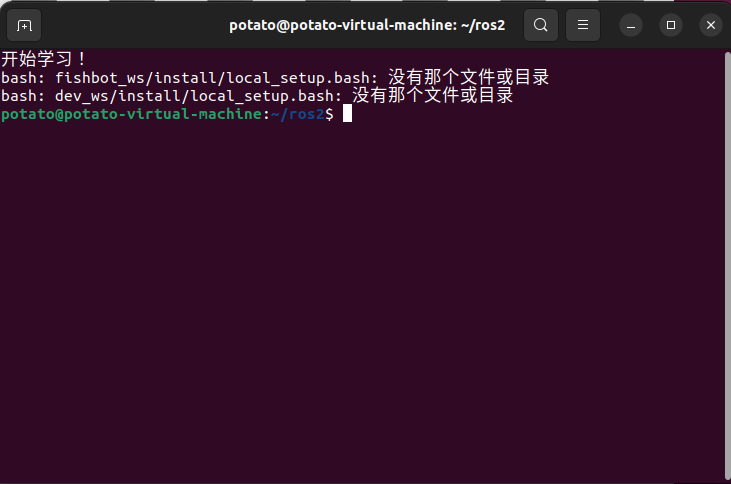 potato@potato-virtual-machine: ~/ros2
开始学习！
bash: fishbot_ws/install/local_setup.bash: 没有那个文件或目录
bash: dev_ws/install/local_setup.bash: 没有那个文件或目录
potato@potato-virtual-machine:~/ros2$